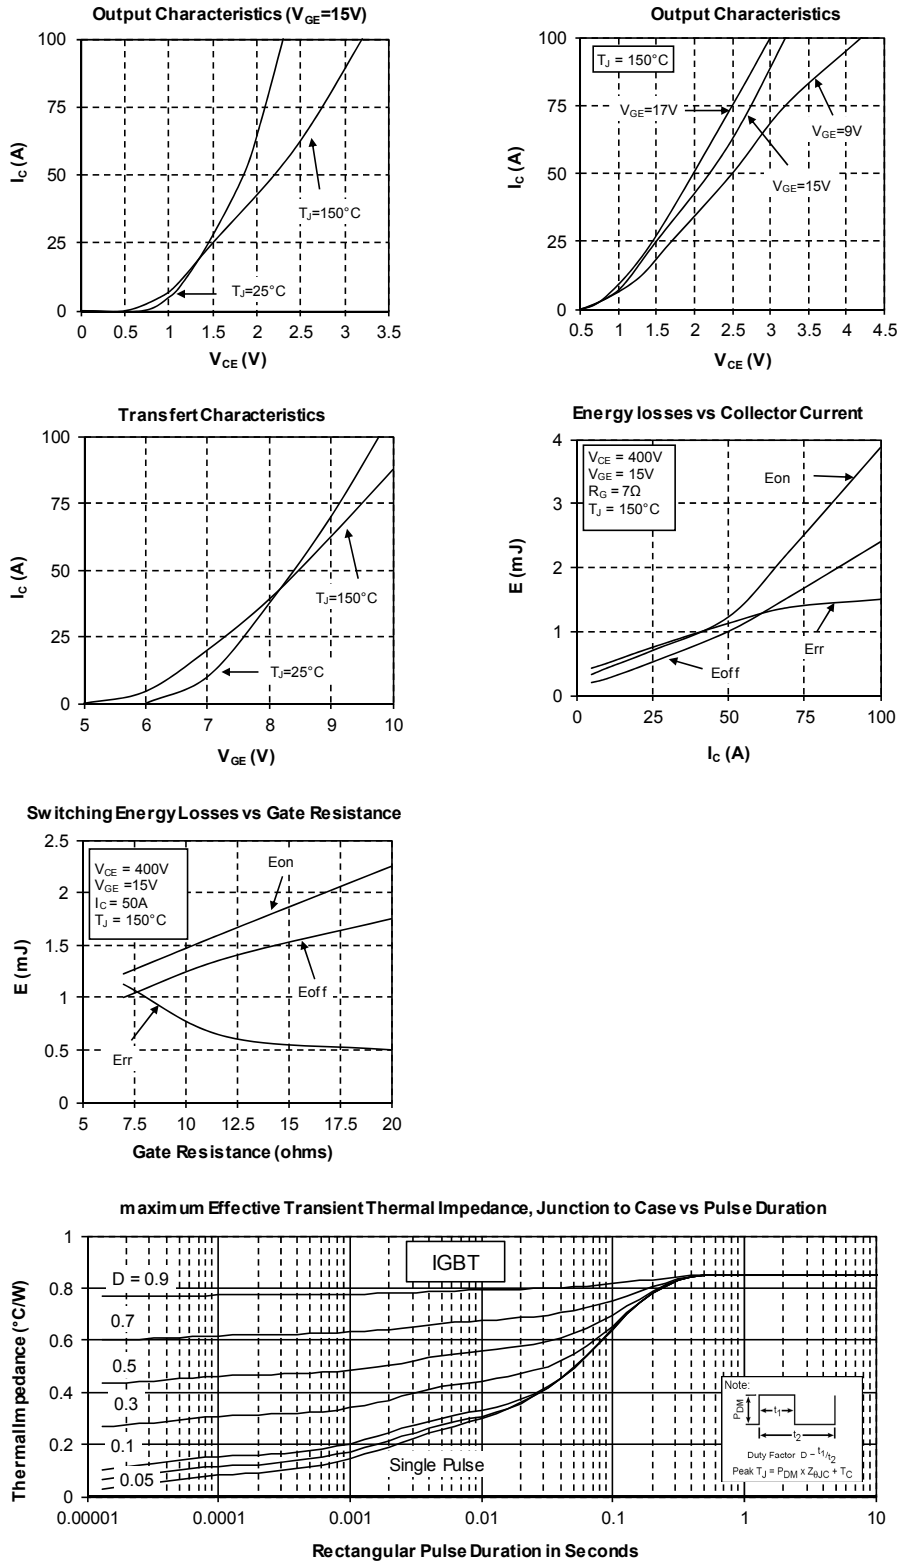 Output Characteristics (VGE=15V)
100
75
50
25
0
IC (A)
TJ=150°C
TJ=25°C
0 0.5 1 1.5 2 2.5 3 3.5
VCE (V)
Output Characteristics
100
75
50
25
0
IC (A)
TJ = 150°C
VGE=17V
VGE=9V
VGE=15V
0.5 1 1.5 2 2.5 3 3.5 4 4.5
VCE (V)
Transfert Characteristics
100
75
50
25
0
IC (A)
TJ=150°C
TJ=25°C
5 6 7 8 9 10
VGE (V)
Energy losses vs Collector Current
4
3
2
1
0
E (mJ)
VCE = 400V
VGE = 15V
RG = 7Ω
TJ = 150°C
Eon
Err
Eoff
0 25 50 75 100
IC (A)
Switching Energy Losses vs Gate Resistance
2.5
2
1.5
1
0.5
0
E (mJ)
VCE = 400V
VGE =15V
IC = 50A
TJ = 150°C
Eon
Eoff
Err
5 7.5 10 12.5 15 17.5 20
Gate Resistance (ohms)
maximum Effective Transient Thermal Impedance, Junction to Case vs Pulse Duration
1
0.8
0.6
0.4
0.2
0
Thermal Impedance (°C/W)
IGBT
D = 0.9
0.7
0.5
0.3
0.1
0.05
Single Pulse
Note:
PDM
t1
t2
Duty Factor D = t1/t2
Peak TJ = PDM x ZθJC + TC
0.00001 0.0001 0.001 0.01 0.1 1 10
Rectangular Pulse Duration in Seconds